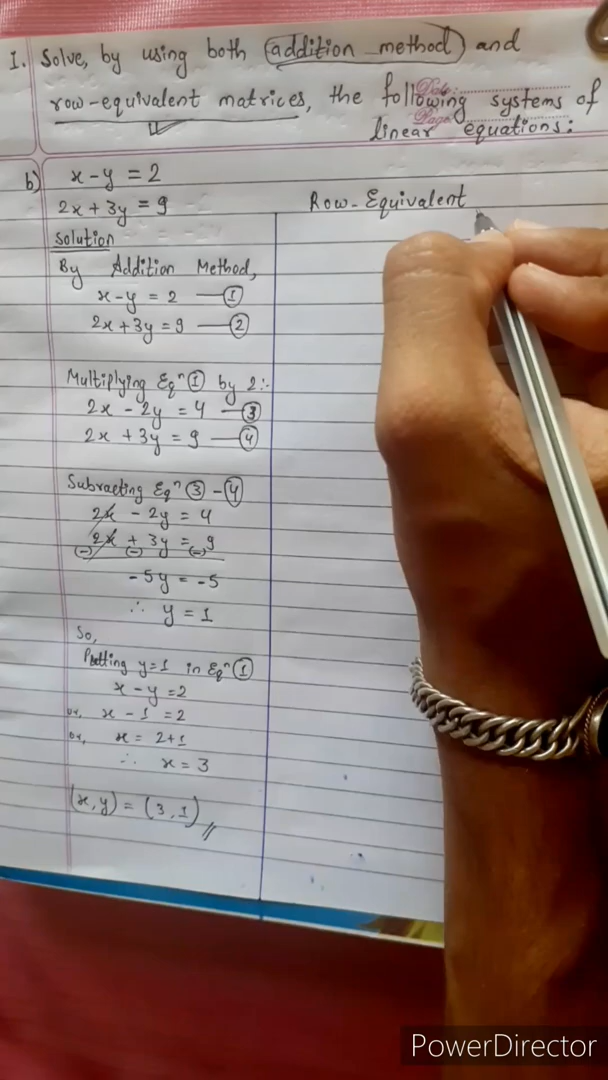 1. Solve, by using both addition method and
row-equivalent matrices, the following systems of
linear equations:
Date:
Page:
b) x - y = 2
2x + 3y = 9
Solution
By Addition Method,
x - y = 2 — ①
2x + 3y = 9 — ②
Multiplying Eqⁿ ① by 2:-
2x - 2y = 4 — ③
2x + 3y = 9 — ④
Subracting Eqⁿ ③ - ④
2x - 2y = 4
2x + 3y = 9
(-) (-) (-)
-5y = -5
∴ y = 1
So,
Putting y=1 in Eqⁿ ①
x - y = 2
or, x - 1 = 2
or, x = 2+1
∴ x = 3
(x, y) = (3, 1) //
Row-Equivalent
PowerDirector